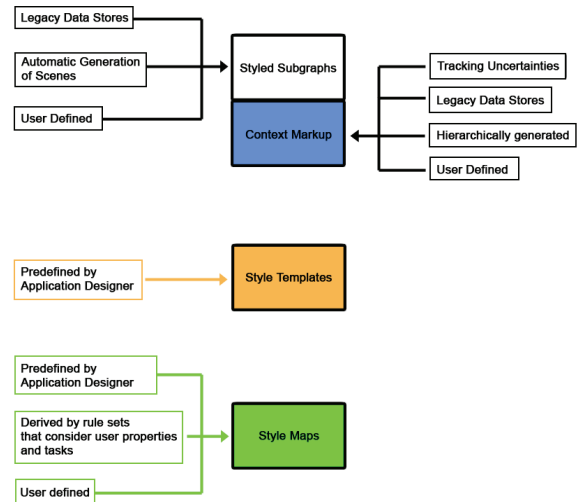 Legacy Data Stores
Automatic Generation
of Scenes
User Defined
Styled Subgraphs
Context Markup
Tracking Uncertainties
Legacy Data Stores
Hierarchically generated
User Defined
Predefined by
Application Designer
Style Templates
Predefined by
Application Designer
Derived by rule sets
that consider user properties
and tasks
User defined
Style Maps